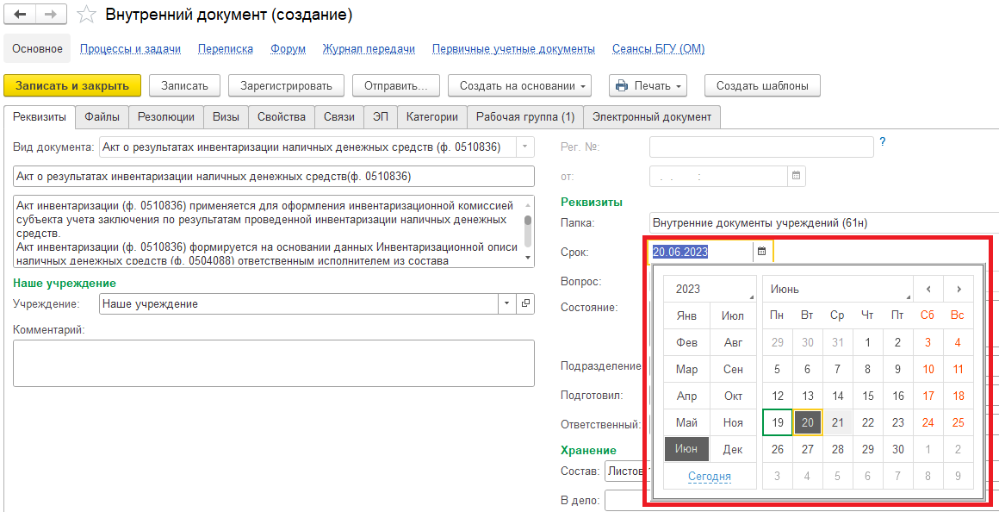 Внутренний документ (создание)
Основное Процессы и задачи Переписка Форум Журнал передачи Первичные учетные документы Сеансы БГУ (ОМ)
Записать и закрыть Записать Зарегистрировать Отправить... Создать на основании Печать Создать шаблоны
Реквизиты Файлы Резолюции Визы Свойства Связи ЭП Категории Рабочая группа (1) Электронный документ
Вид документа: Акт о результатах инвентаризации наличных денежных средств (ф. 0510836)
Акт о результатах инвентаризации наличных денежных средств(ф. 0510836)
Акт инвентаризации (ф. 0510836) применяется для оформления инвентаризационной комиссией
субъекта учета заключения по результатам проведенной инвентаризации наличных денежных
средств.
Акт инвентаризации (ф. 0510836) формируется на основании данных Инвентаризационной описи
наличных денежных средств (ф. 0504088) ответственным исполнителем из состава
Наше учреждение
Учреждение: Наше учреждение
Комментарий:
Рег. №: ?
от: . . :
Реквизиты
Папка: Внутренние документы учреждений (61н)
Срок: 20.06.2023
Вопрос:
Состояние:
Подразделение
Подготовил:
Ответственный:
Хранение
Состав: Листов
В дело:
2023
Янв Июл
Фев Авг
Мар Сен
Апр Окт
Май Ноя
Июн Дек
Сегодня
Июнь ‹ ›
Пн Вт Ср Чт Пт Сб Вс
29 30 31 1 2 3 4
5 6 7 8 9 10 11
12 13 14 15 16 17 18
19 20 21 22 23 24 25
26 27 28 29 30 1 2
3 4 5 6 7 8 9